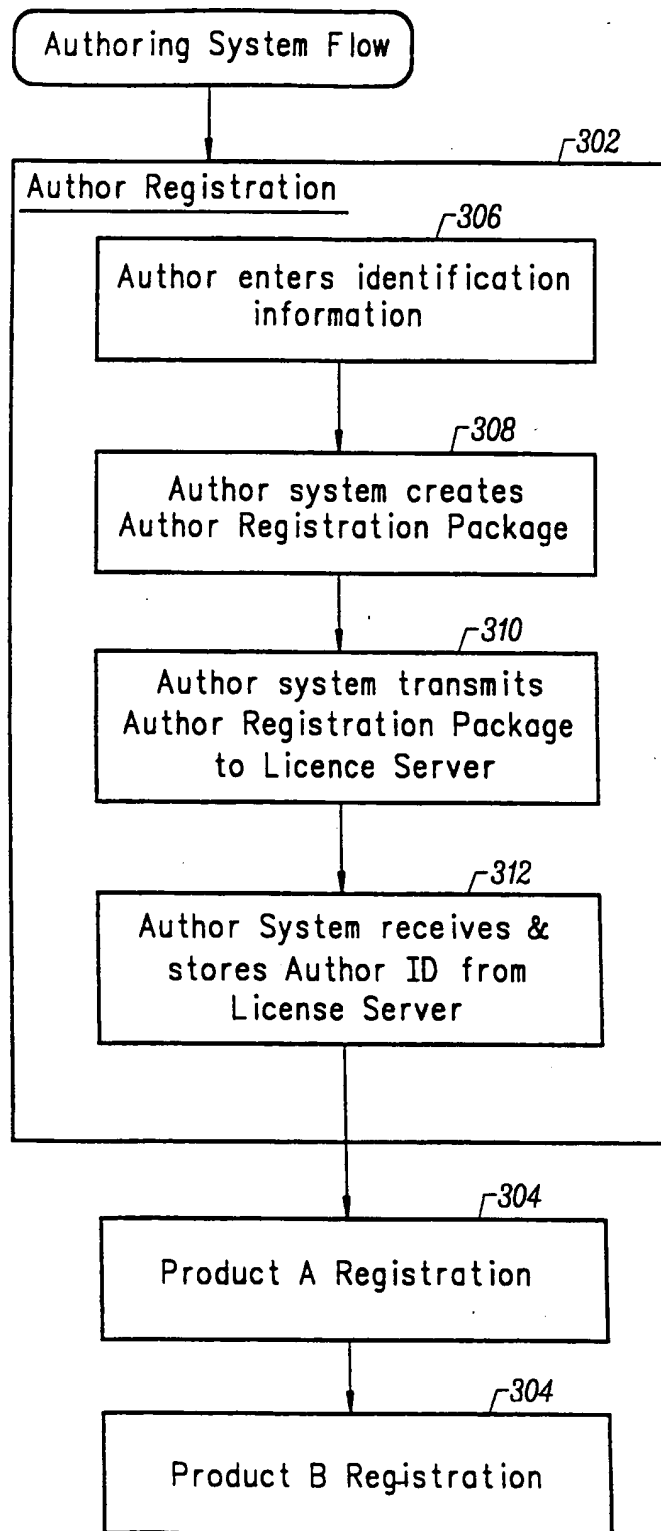 Authoring System Flow
302
Author Registration
306
Author enters identification
information
308
Author system creates
Author Registration Package
310
Author system transmits
Author Registration Package
to Licence Server
312
Author System receives &
stores Author ID from
License Server
304
Product A Registration
304
Product B Registration